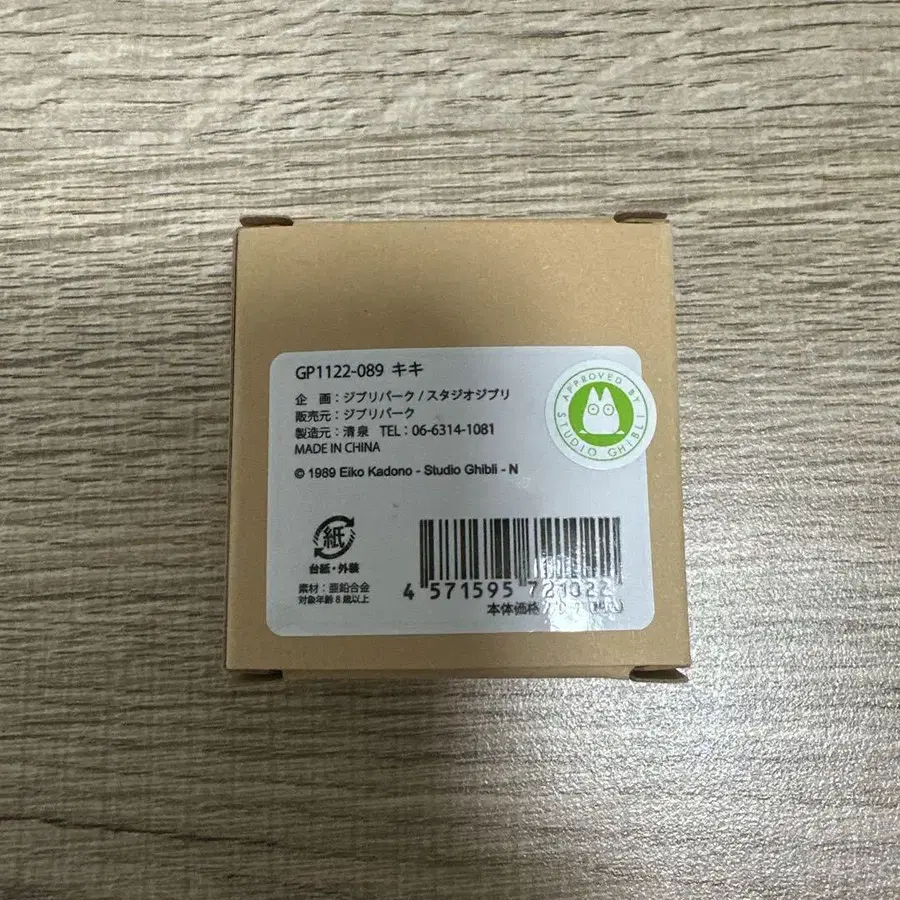 GP1122-089 キキ
企 画:ジブリパーク/スタジオジブリ
販売元:ジブリパーク
製造元:清泉 TEL:06-6314-1081
MADE IN CHINA
© 1989 Eiko Kadono - Studio Ghibli - N
APPROVED BY
STUDIO GHIBLI
紙
台紙・外装
素材:亜鉛合金
対象年齢8歳以上
4 571595
本体価格